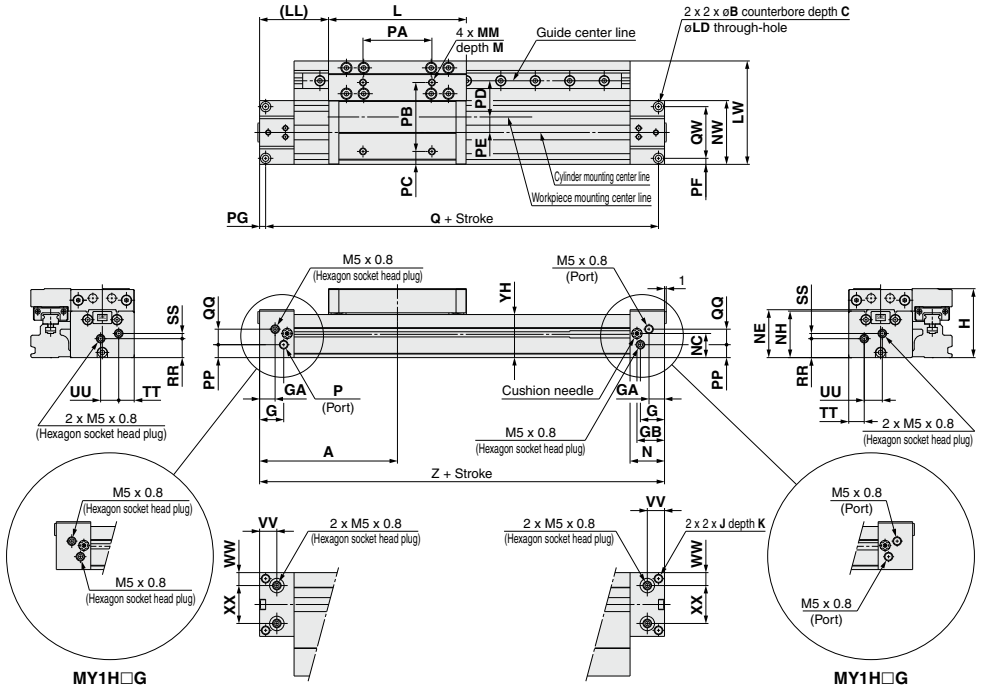 (LL)
L
2 x 2 x øB counterbore depth C
øLD through-hole
PA
4 x MM
depth M
Guide center line
PD
PB
PE
PC
LW
QW
NW
PF
Cylinder mounting center line
Workpiece mounting center line
PG
Q + Stroke
M5 x 0.8
(Hexagon socket head plug)
M5 x 0.8
(Port)
1
YH
QQ
QQ
SS
SS
RR
RR
PP
PP
NC
NE
NH
H
UU
TT
UU
TT
GA
G
P
(Port)
Cushion needle
GA
G
GB
N
2 x M5 x 0.8
(Hexagon socket head plug)
M5 x 0.8
(Hexagon socket head plug)
2 x M5 x 0.8
(Hexagon socket head plug)
A
Z + Stroke
M5 x 0.8
(Hexagon socket head plug)
M5 x 0.8
(Hexagon socket head plug)
MY1H□G
VV
WW
XX
2 x M5 x 0.8
(Hexagon socket head plug)
2 x M5 x 0.8
(Hexagon socket head plug)
VV
2 x 2 x J depth K
WW
XX
M5 x 0.8
(Port)
M5 x 0.8
(Port)
MY1H□G